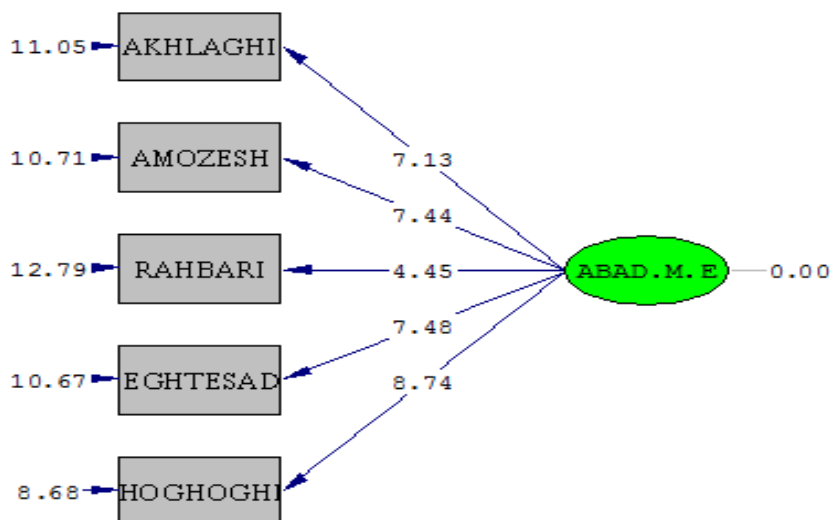 11.05 AKHLAGHI
7.13
10.71 AMOZESH
7.44
12.79 RAHBARI 4.45 ABAD.M.E 0.00
7.48
10.67 EGHTESAD
8.74
8.68 HOGHOGHI